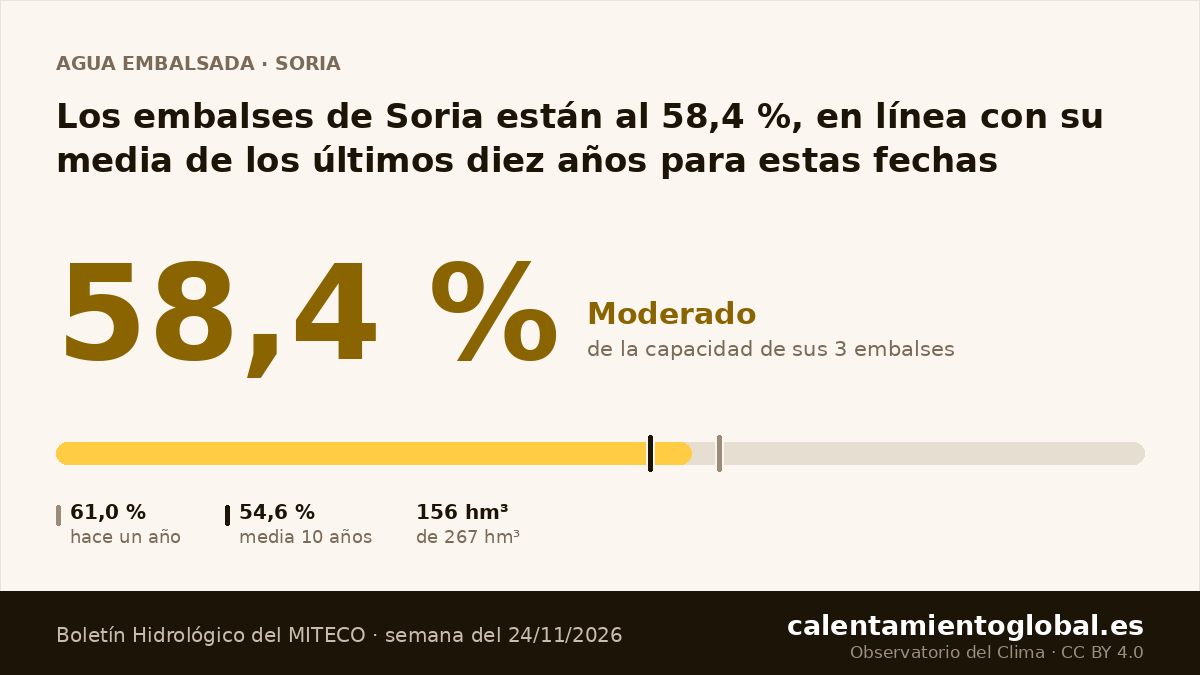 AGUA EMBALSADA · SORIA
Los embalses de Soria están al 58,4 %, en línea con su
media de los últimos diez años para estas fechas
58,4 %
Moderado
de la capacidad de sus 3 embalses
61,0 %
hace un año
54,6 %
media 10 años
156 hm³
de 267 hm³
Boletín Hidrológico del MITECO · semana del 24/11/2026
calentamientoglobal.es
Observatorio del Clima · CC BY 4.0